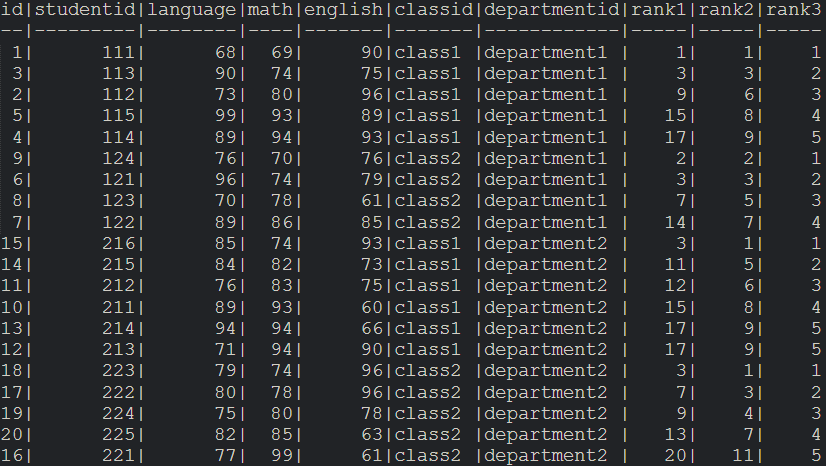 id|studentid|language|math|english|classid|departmentid|rank1|rank2|rank3
--|---------|--------|----|-------|-------|------------|-----|-----|-----
 1|      111|      68|  69|     90|class1 |department1 |    1|    1|    1
 3|      113|      90|  74|     75|class1 |department1 |    3|    3|    2
 2|      112|      73|  80|     96|class1 |department1 |    9|    6|    3
 5|      115|      99|  93|     89|class1 |department1 |   15|    8|    4
 4|      114|      89|  94|     93|class1 |department1 |   17|    9|    5
 9|      124|      76|  70|     76|class2 |department1 |    2|    2|    1
 6|      121|      96|  74|     79|class2 |department1 |    3|    3|    2
 8|      123|      70|  78|     61|class2 |department1 |    7|    5|    3
 7|      122|      89|  86|     85|class2 |department1 |   14|    7|    4
15|      216|      85|  74|     93|class1 |department2 |    3|    1|    1
14|      215|      84|  82|     73|class1 |department2 |   11|    5|    2
11|      212|      76|  83|     75|class1 |department2 |   12|    6|    3
10|      211|      89|  93|     60|class1 |department2 |   15|    8|    4
13|      214|      94|  94|     66|class1 |department2 |   17|    9|    5
12|      213|      71|  94|     90|class1 |department2 |   17|    9|    5
18|      223|      79|  74|     96|class2 |department2 |    3|    1|    1
17|      222|      80|  78|     96|class2 |department2 |    7|    3|    2
19|      224|      75|  80|     78|class2 |department2 |    9|    4|    3
20|      225|      82|  85|     63|class2 |department2 |   13|    7|    4
16|      221|      77|  99|     61|class2 |department2 |   20|   11|    5